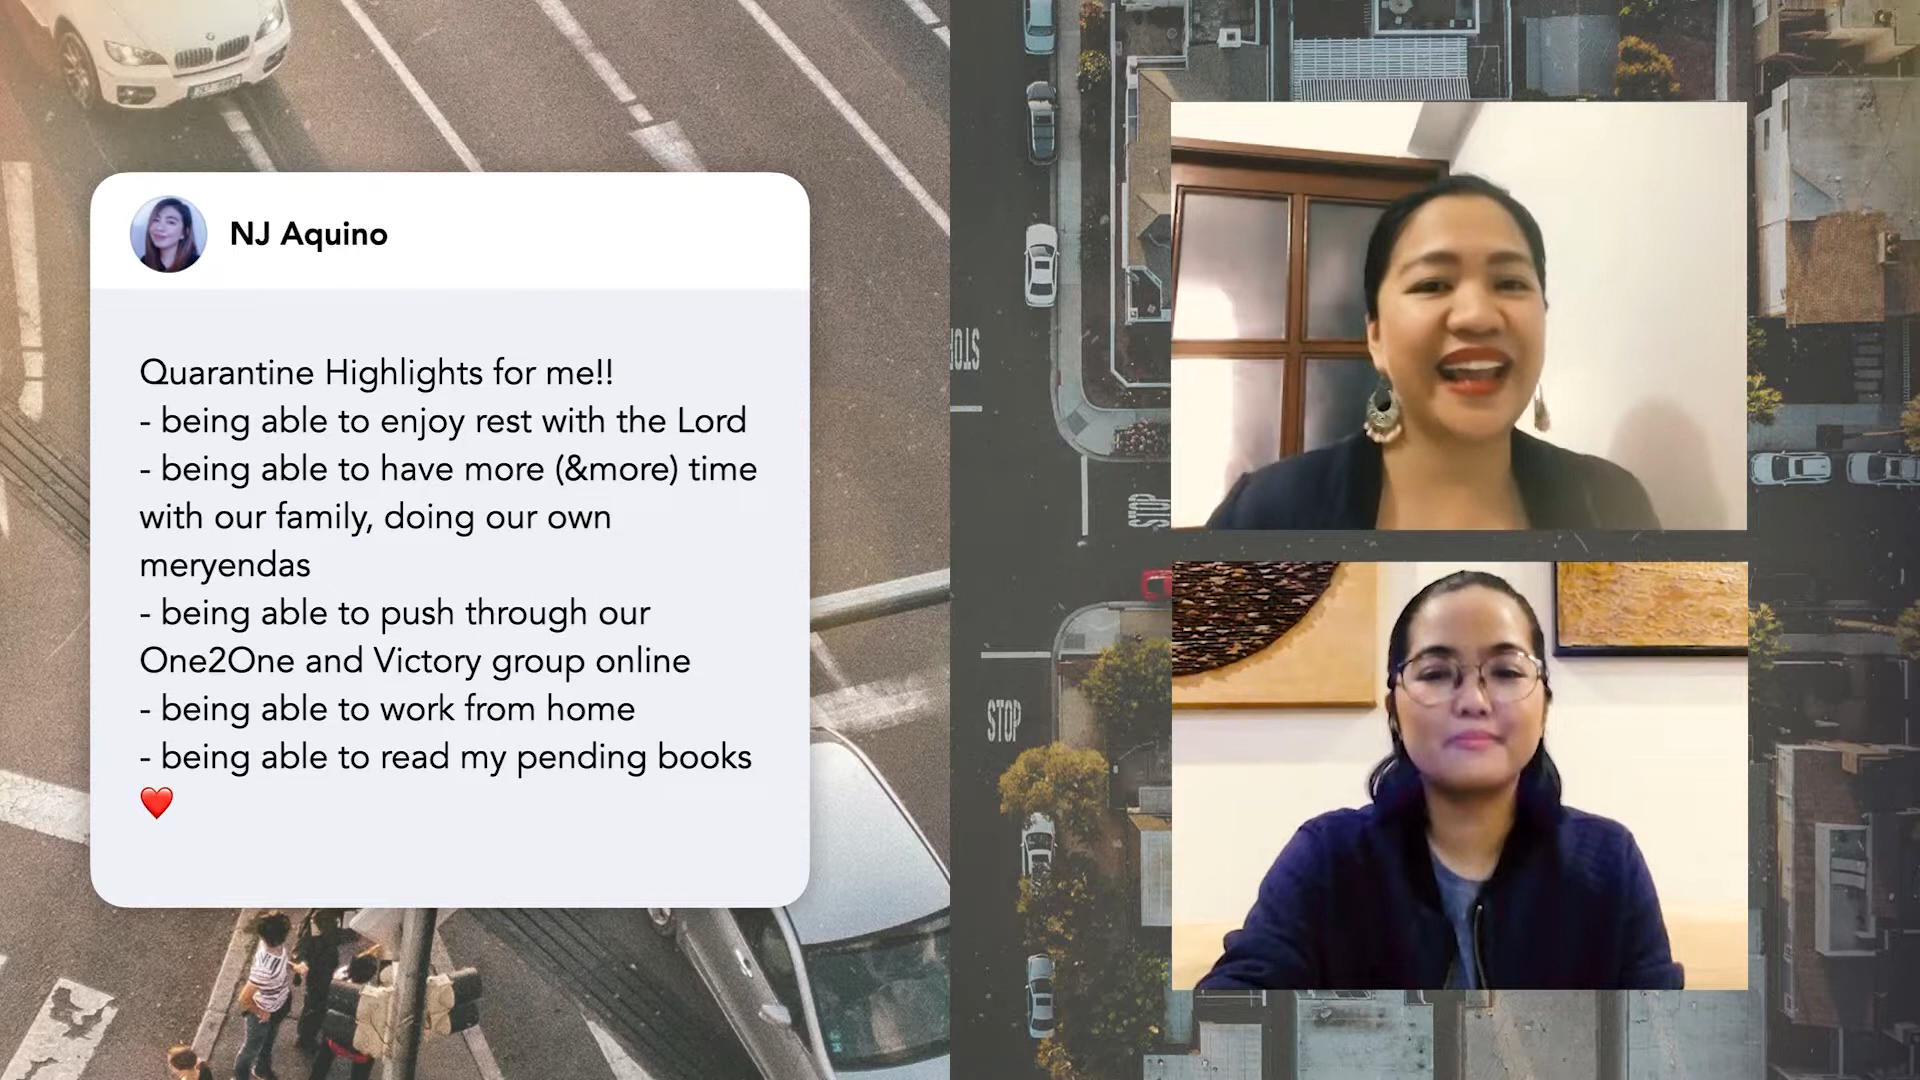 NJ Aquino
Quarantine Highlights for me!!
- being able to enjoy rest with the Lord
- being able to have more (&more) time
with our family, doing our own
meryendas
- being able to push through our
One2One and Victory group online
- being able to work from home
- being able to read my pending books
❤️
STOP
STOP
STOP